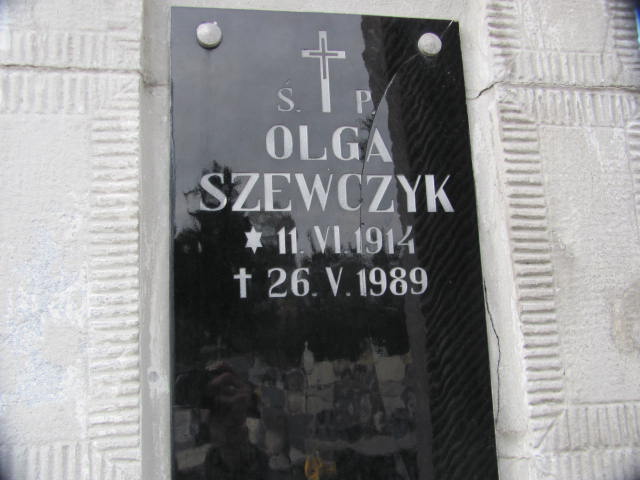 Ś. P.
OLGA
SZEWCZYK
* 11. VI 1914
† 26. V. 1989